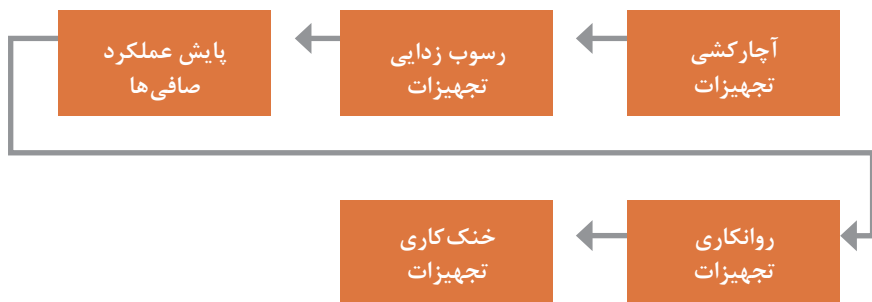 آچارکشی
تجهیزات
رسوب زدایی
تجهیزات
پایش عملکرد
صافی‌ها
روانکاری
تجهیزات
خنک‌کاری
تجهیزات